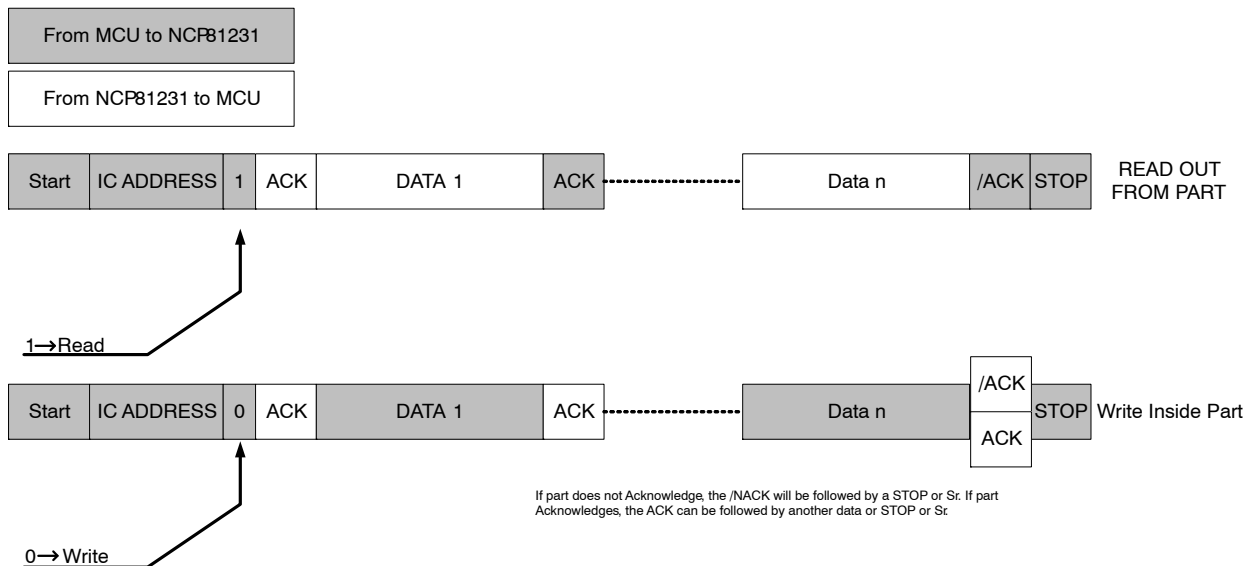 From MCU to NCP81231
From NCP81231 to MCU
Start IC ADDRESS 1 ACK DATA 1 ACK Data n /ACK STOP READ OUT
FROM PART
1→Read
/ACK
Start IC ADDRESS 0 ACK DATA 1 ACK Data n STOP Write Inside Part
ACK
If part does not Acknowledge, the /NACK will be followed by a STOP or Sr. If part
Acknowledges, the ACK can be followed by another data or STOP or Sr.
0→Write